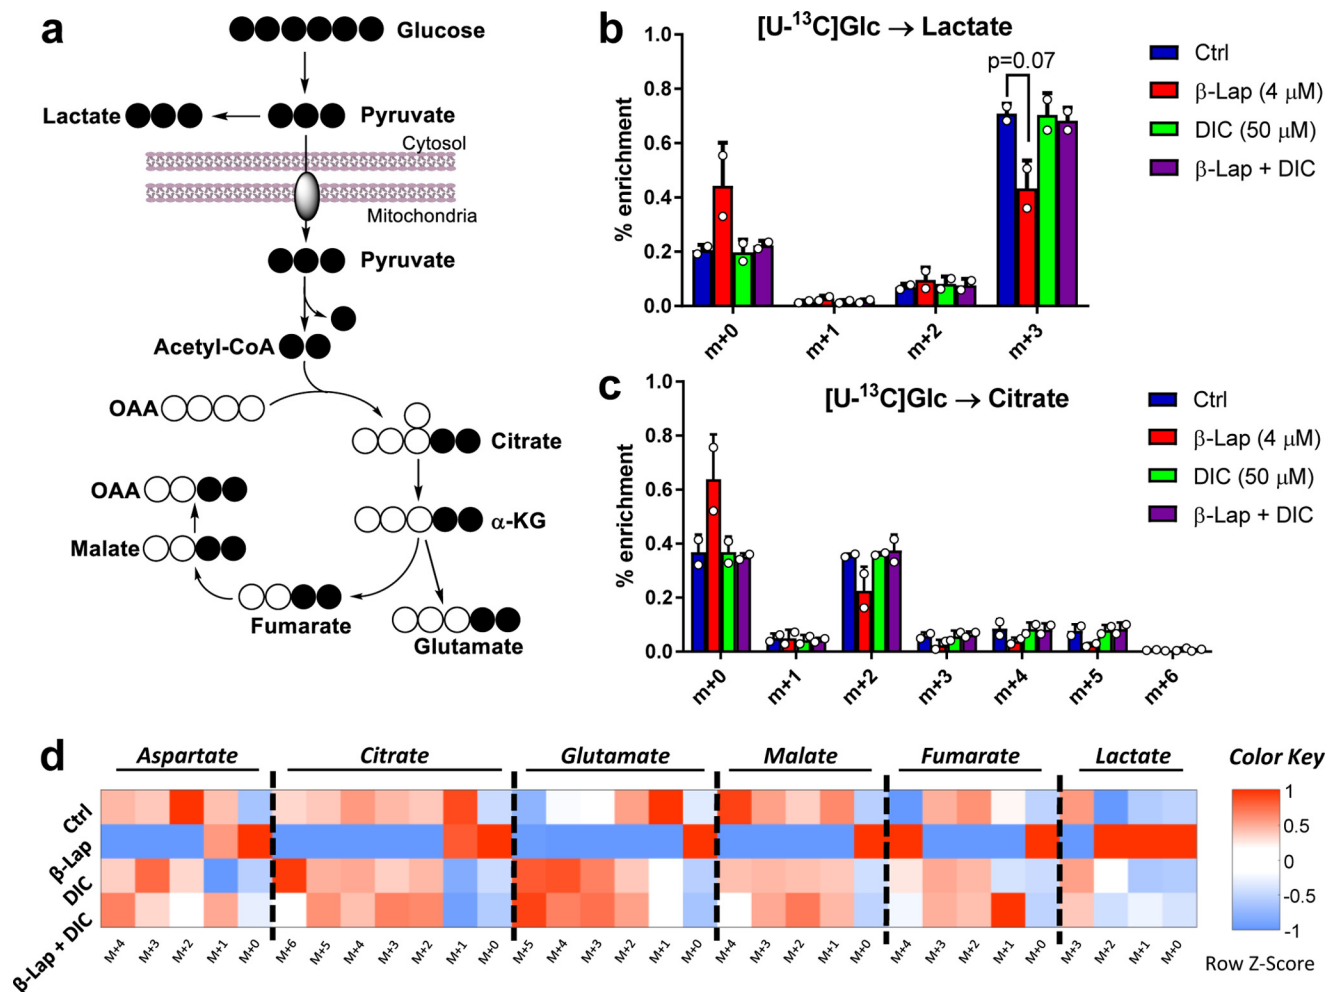 a
Glucose
Lactate
Pyruvate
Cytosol
Mitochondria
Pyruvate
Acetyl-CoA
OAA
Citrate
OAA
α-KG
Malate
Fumarate
Glutamate
b
[U-¹³C]Glc → Lactate
% enrichment
1.0
0.8
0.6
0.4
0.2
0.0
p=0.07
m+0
m+1
m+2
m+3
Ctrl
β-Lap (4 μM)
DIC (50 μM)
β-Lap + DIC
c
[U-¹³C]Glc → Citrate
% enrichment
1.0
0.8
0.6
0.4
0.2
0.0
m+0
m+1
m+2
m+3
m+4
m+5
m+6
Ctrl
β-Lap (4 μM)
DIC (50 μM)
β-Lap + DIC
d
Aspartate Citrate Glutamate Malate Fumarate Lactate
Ctrl
β-Lap
DIC
β-Lap + DIC
M+4 M+3 M+2 M+1 M+0 M+6 M+5 M+4 M+3 M+2 M+1 M+0 M+5 M+4 M+3 M+2 M+1 M+0 M+4 M+3 M+2 M+1 M+0 M+4 M+3 M+2 M+1 M+0 M+3 M+2 M+1 M+0
Color Key
1
0.5
0
-0.5
-1
Row Z-Score